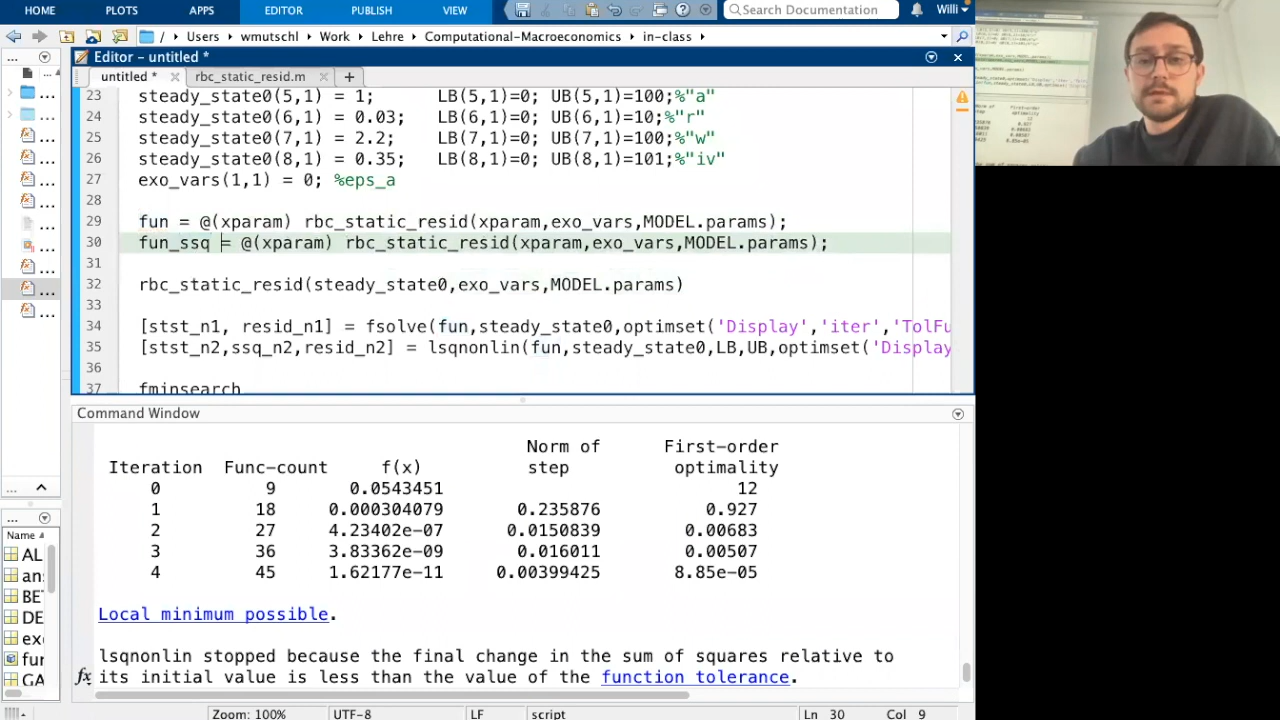 HOME PLOTS APPS EDITOR PUBLISH VIEW Search Documentation Willi
/ Users wmuts Work Lehre Computational-Macroeconomics in-class
Editor – untitled *
untitled * rbc_static_res
23 steady_state0(5,1) = 1; LB(5,1)=0; UB(5,1)=100;%"a"
24 steady_state0(6,1) = 0.03; LB(6,1)=0; UB(6,1)=10;%"r"
25 steady_state0(7,1) = 2; LB(7,1)=0; UB(7,1)=100;%"w"
26 steady_state0(8,1) = 0.35; LB(8,1)=0; UB(8,1)=101;%"iv"
27 exo_vars(1,1) = 0; %eps_a
28
29 fun = @(xparam) rbc_static_resid(xparam,exo_vars,MODEL.params);
30 fun_ssq = @(xparam) rbc_static_resid(xparam,exo_vars,MODEL.params);
31
32 rbc_static_resid(steady_state0,exo_vars,MODEL.params)
33
34 [stst_n1, resid_n1] = fsolve(fun,steady_state0,optimset('Display','iter','TolFu
35 [stst_n2,ssq_n2,resid_n2] = lsqnonlin(fun,steady_state0,LB,UB,optimset('Display
36
37 fminsearch
Command Window
Norm of First-order
Iteration Func-count f(x) step optimality
0 9 0.0543451 12
1 18 0.000304079 0.235876 0.927
2 27 4.23402e-07 0.0150839 0.00683
3 36 3.83362e-09 0.016011 0.00507
4 45 1.62177e-11 0.00399425 8.85e-05
Local minimum possible.
lsqnonlin stopped because the final change in the sum of squares relative to
its initial value is less than the value of the function tolerance.
fx
Name
AL
ans
BE
DE
exo
fur
GA
Zoom: 100% UTF-8 LF script Ln 30 Col 9